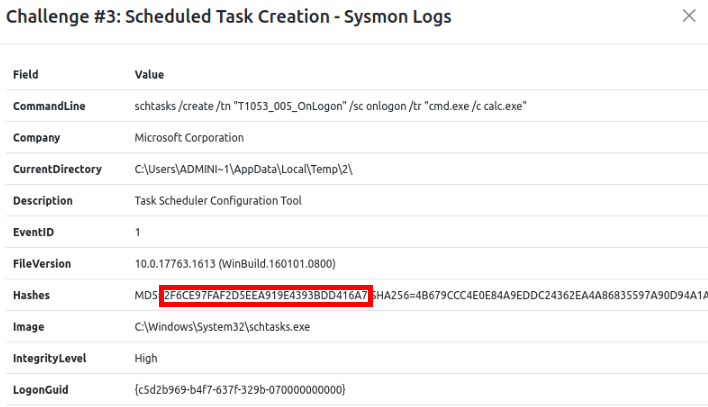 Challenge #3: Scheduled Task Creation - Sysmon Logs
Field Value
CommandLine schtasks /create /tn "T1053_005_OnLogon" /sc onlogon /tr "cmd.exe /c calc.exe"
Company Microsoft Corporation
CurrentDirectory C:\Users\ADMINI~1\AppData\Local\Temp\2\
Description Task Scheduler Configuration Tool
EventID 1
FileVersion 10.0.17763.1613 (WinBuild.160101.0800)
Hashes MD5=2F6CE97FAF2D5EEA919E4393BDD416A7,SHA256=4B679CCC4E0E84A9EDDC24362EA4A86835597A90D94A1A
Image C:\Windows\System32\schtasks.exe
IntegrityLevel High
LogonGuid {c5d2b969-b4f7-637f-329b-070000000000}